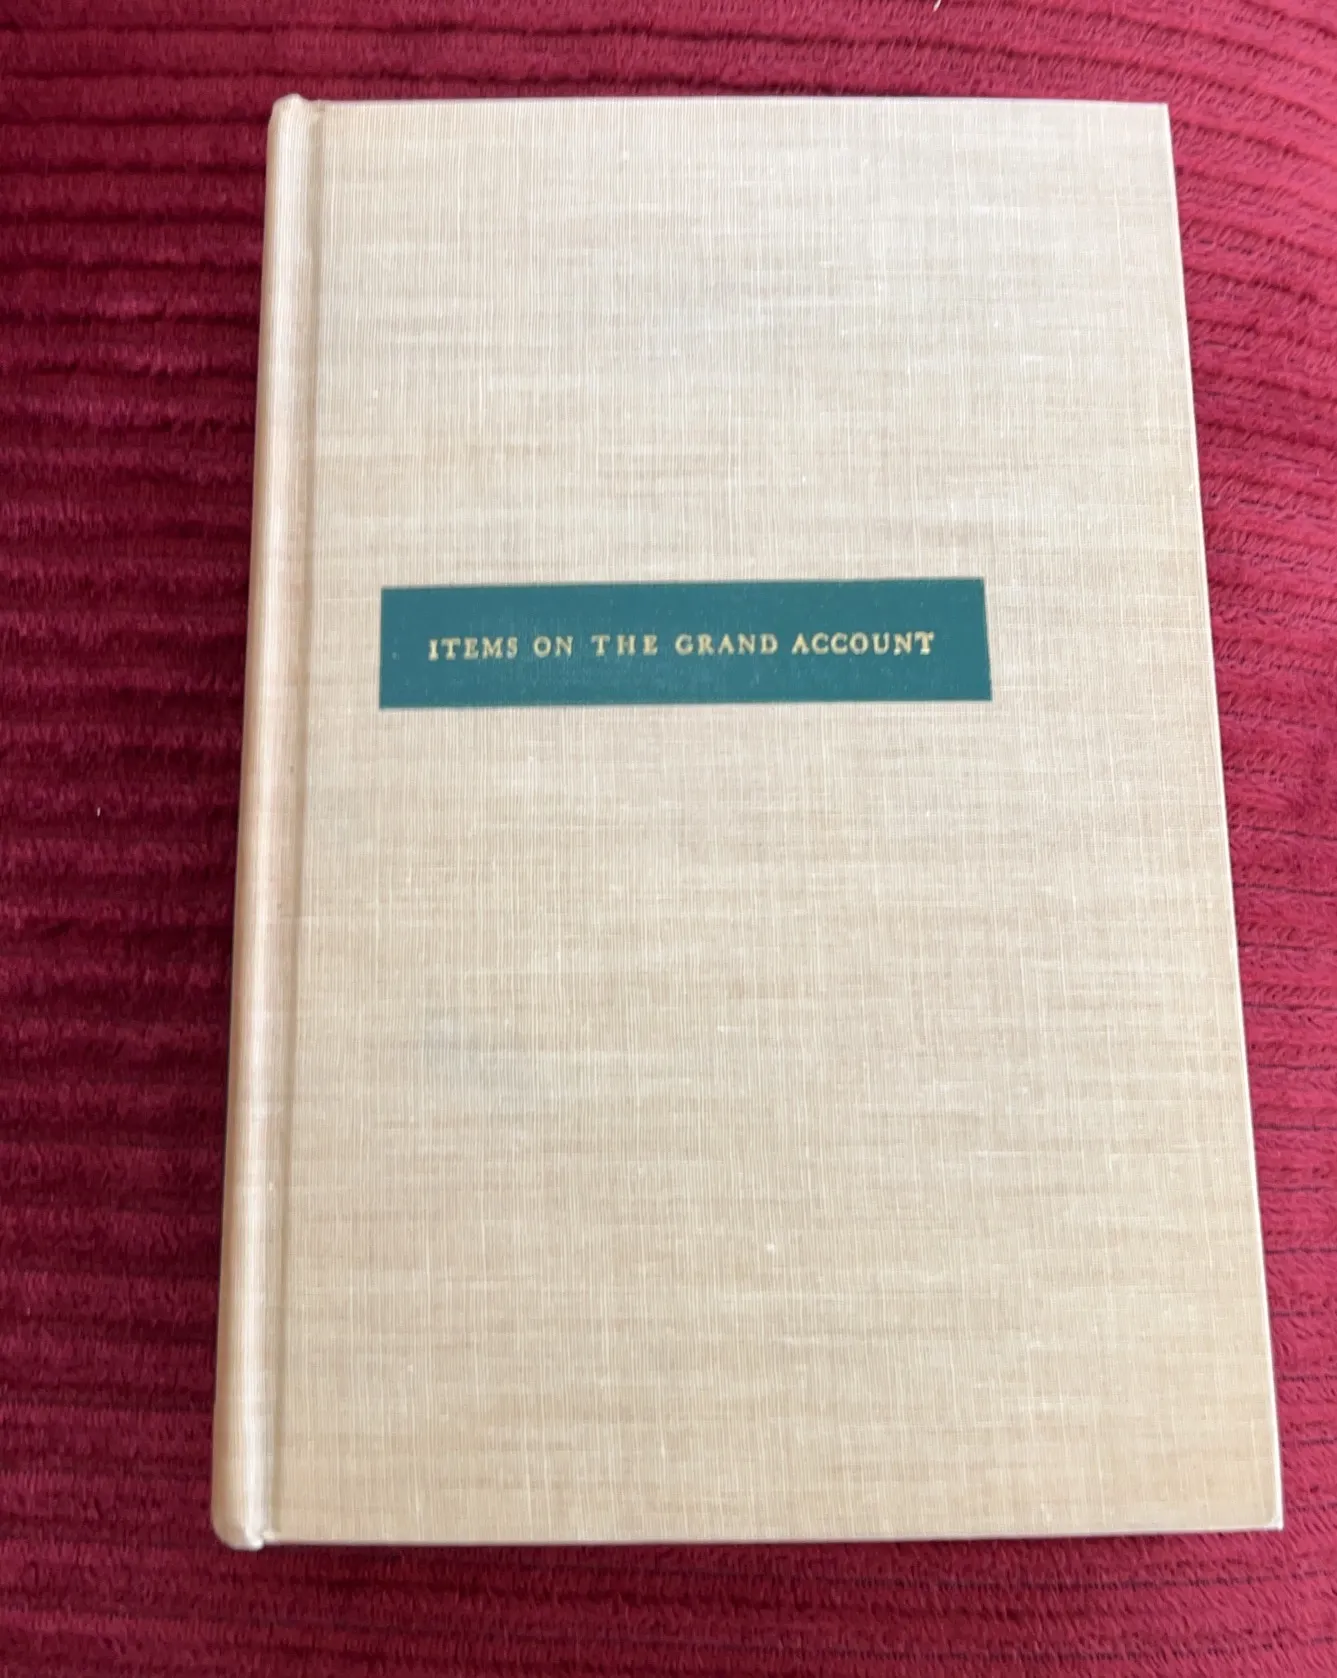 ITEMS ON THE GRAND ACCOUNT